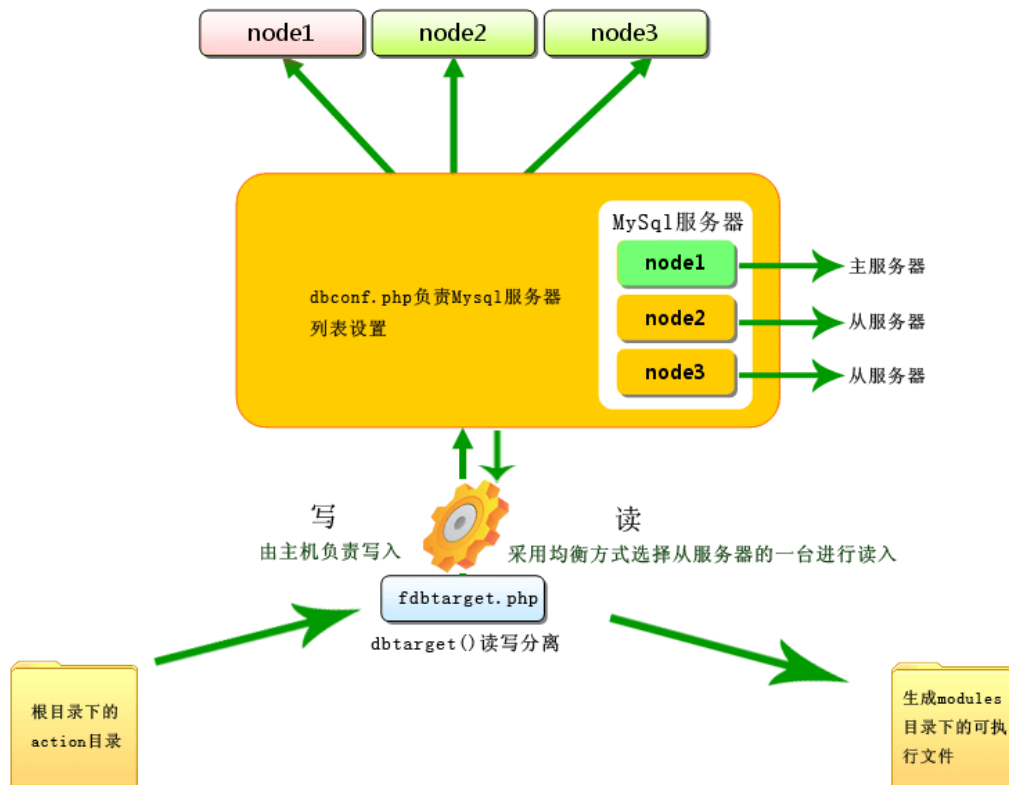 node1
node2
node3
MySql服务器
node1
主服务器
dbconf.php负责Mysql服务器
列表设置
node2
从服务器
node3
从服务器
写
读
由主机负责写入
采用均衡方式选择从服务器的一台进行读入
fdbtarget.php
dbtarget()读写分离
根目录下的
action目录
生成modules
目录下的可执
行文件